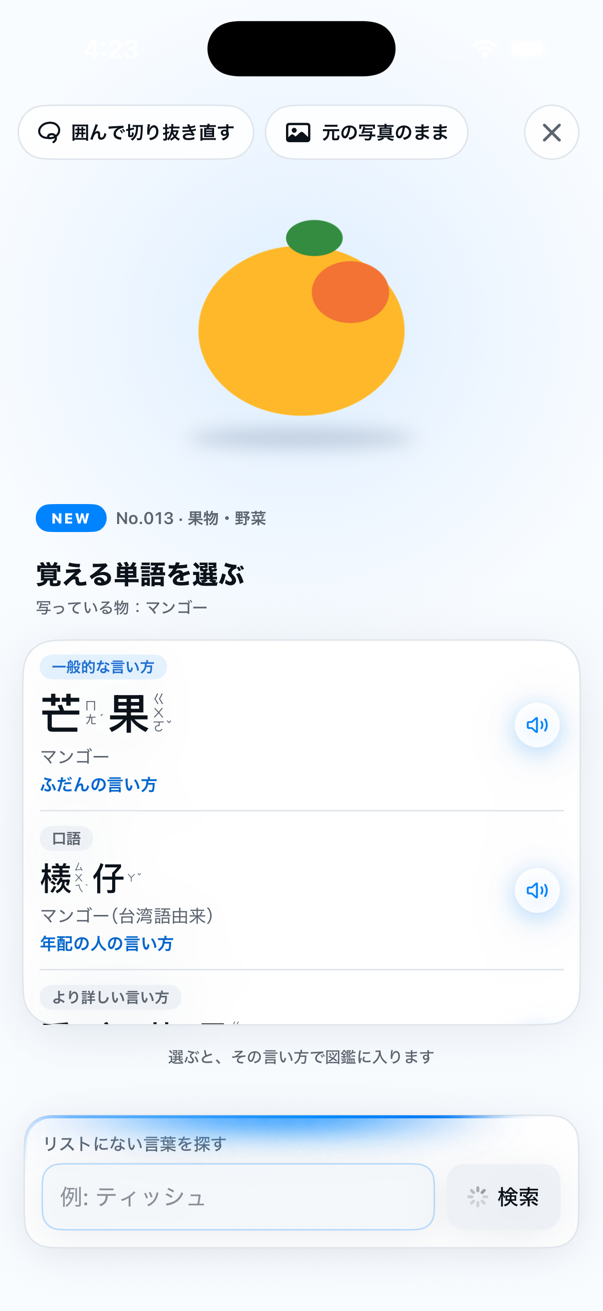 4:23
囲んで切り抜き直す
元の写真のまま
NEW No.013 · 果物・野菜
覚える単語を選ぶ
写っている物：マンゴー
一般的な言い方
芒ㄇㄤˊ果ㄍㄨㄛˇ
マンゴー
ふだんの言い方
口語
檨ㄙㄨㄟˋ仔ㄚˇ
マンゴー（台湾語由来）
年配の人の言い方
より詳しい言い方
選ぶと、その言い方で図鑑に入ります
リストにない言葉を探す
例: ティッシュ
検索